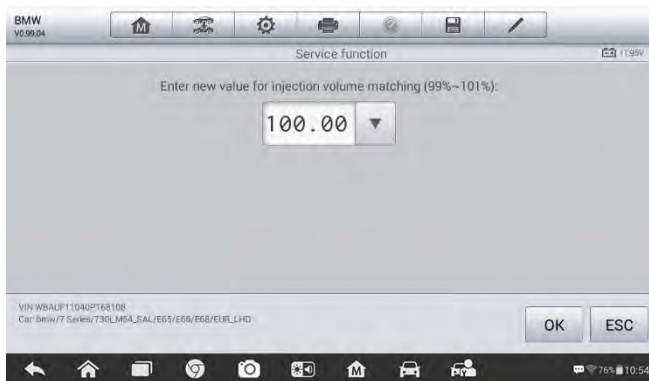 BMW
V0.99.04
Service function
11.95V
Enter new value for injection volume matching (99%~101%):
100.00
VIN WBAUF11040PT68108
Car: bmw/7 Series/730i_M54_SAL/E65/E66/E68/EUR_LHD
OK
ESC
76% 10:54